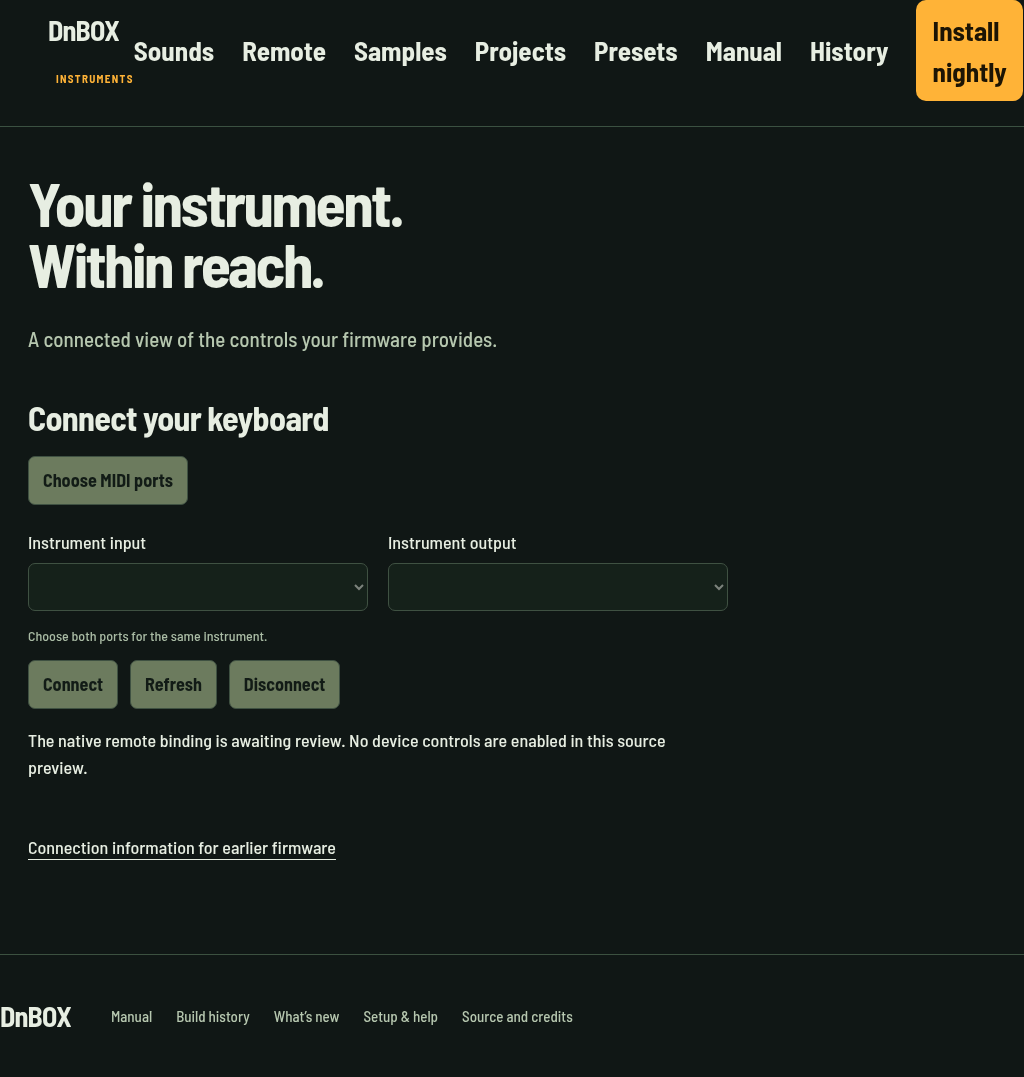 DnBOX
INSTRUMENTS
Sounds Remote Samples Projects Presets Manual History
Install
nightly
Your instrument.
Within reach.
A connected view of the controls your firmware provides.
Connect your keyboard
Choose MIDI ports
Instrument input Instrument output
Choose both ports for the same instrument.
Connect Refresh Disconnect
The native remote binding is awaiting review. No device controls are enabled in this source
preview.
Connection information for earlier firmware
DnBOX Manual Build history What's new Setup & help Source and credits